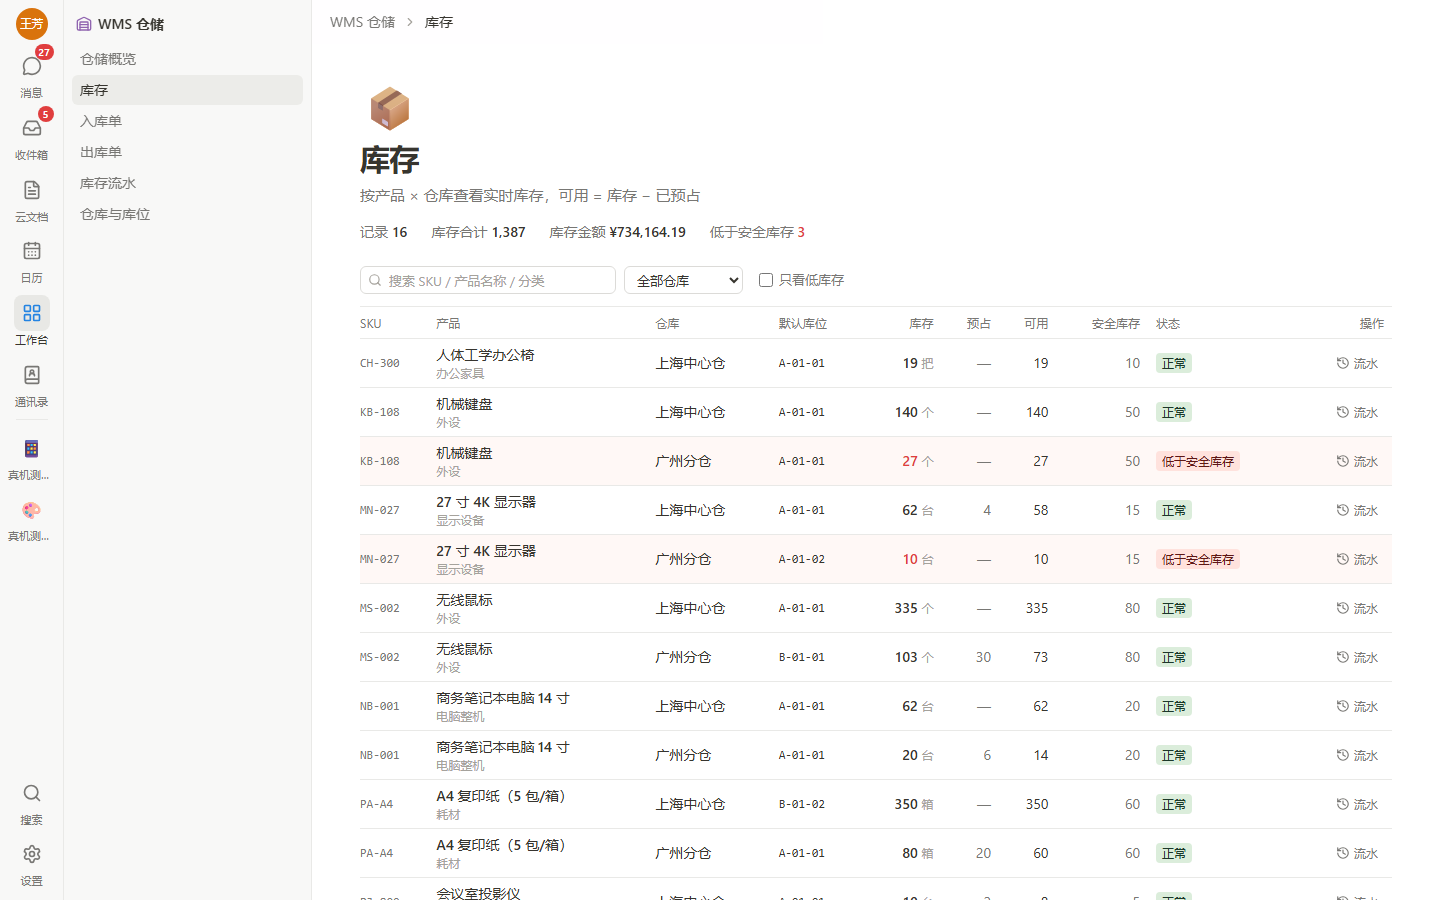 王芳
27
消息
5
收件箱
云文档
日历
工作台
通讯录
真机测...
真机测...
搜索
设置
WMS 仓储
仓储概览
库存
入库单
出库单
库存流水
仓库与库位
WMS 仓储 > 库存
库存
按产品 × 仓库查看实时库存，可用 = 库存 − 已预占
记录 16 库存合计 1,387 库存金额 ¥734,164.19 低于安全库存 3
搜索 SKU / 产品名称 / 分类 全部仓库 只看低库存
SKU 产品 仓库 默认库位 库存 预占 可用 安全库存 状态 操作
CH-300 人体工学办公椅 上海中心仓 A-01-01 19 把 — 19 10 正常 流水
办公家具
KB-108 机械键盘 上海中心仓 A-01-01 140 个 — 140 50 正常 流水
外设
KB-108 机械键盘 广州分仓 A-01-01 27 个 — 27 50 低于安全库存 流水
外设
MN-027 27 寸 4K 显示器 上海中心仓 A-01-01 62 台 4 58 15 正常 流水
显示设备
MN-027 27 寸 4K 显示器 广州分仓 A-01-02 10 台 — 10 15 低于安全库存 流水
显示设备
MS-002 无线鼠标 上海中心仓 A-01-01 335 个 — 335 80 正常 流水
外设
MS-002 无线鼠标 广州分仓 B-01-01 103 个 30 73 80 正常 流水
外设
NB-001 商务笔记本电脑 14 寸 上海中心仓 A-01-01 62 台 — 62 20 正常 流水
电脑整机
NB-001 商务笔记本电脑 14 寸 广州分仓 A-01-01 20 台 6 14 20 正常 流水
电脑整机
PA-A4 A4 复印纸（5 包/箱） 上海中心仓 B-01-02 350 箱 — 350 60 正常 流水
耗材
PA-A4 A4 复印纸（5 包/箱） 广州分仓 A-01-01 80 箱 20 60 60 正常 流水
耗材
会议室投影仪